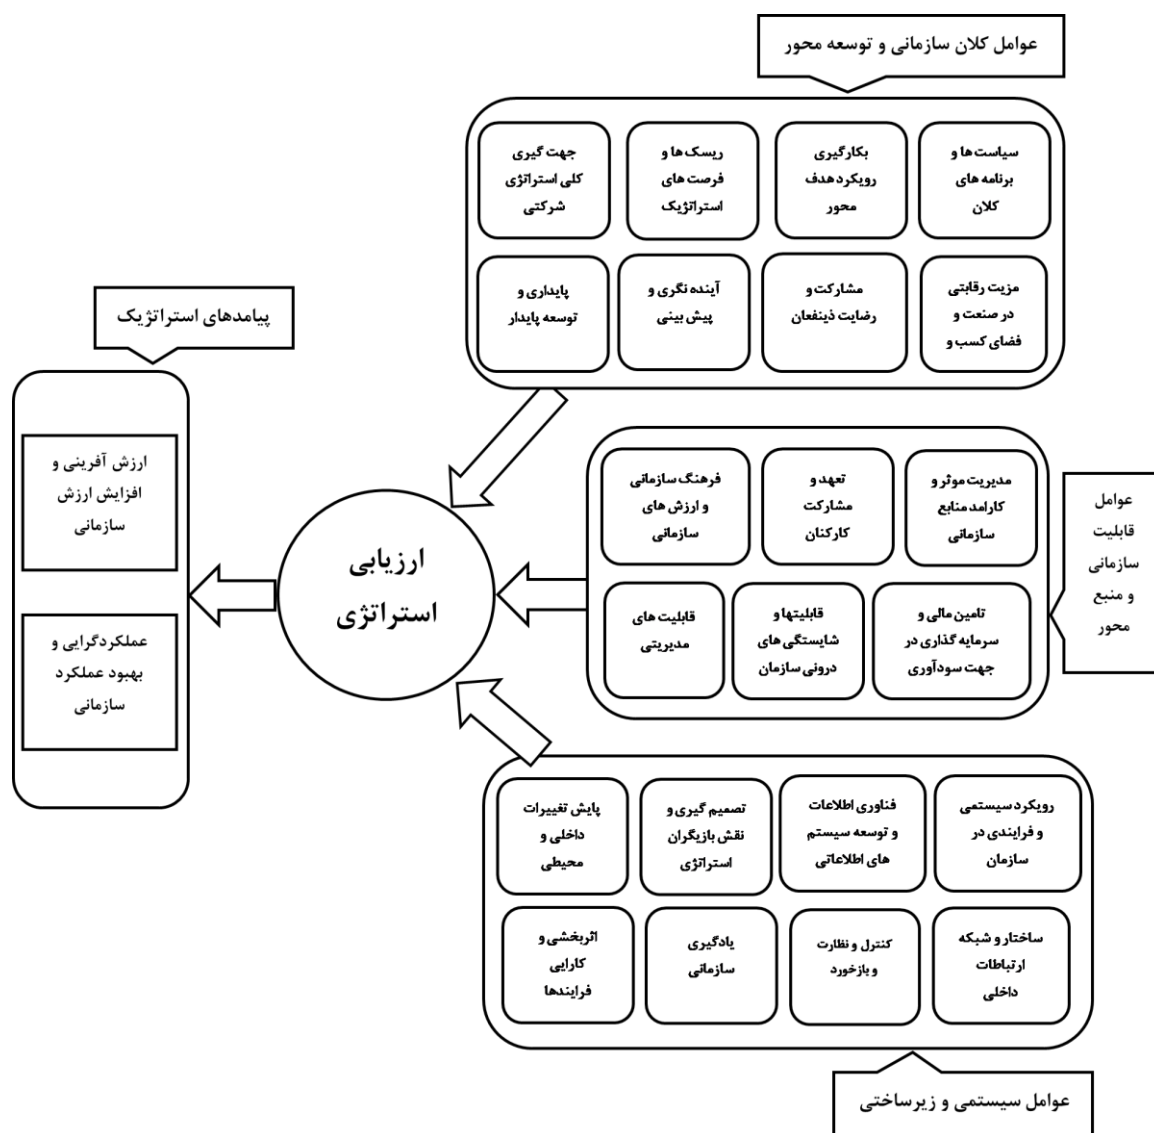 عوامل کلان سازمانی و توسعه محور
سیاست ها و
برنامه های
کلان
بکارگیری
رویکرد هدف
محور
ریسک ها و
فرصت های
استراتژیک
جهت گیری
کلی استراتژی
شرکتی
مزیت رقابتی
در صنعت و
فضای کسب و
مشارکت و
رضایت ذینفعان
آینده نگری و
پیش بینی
پایداری و
توسعه پایدار
عوامل
قابلیت
سازمانی
و منبع
محور
مدیریت موثر و
کارامد منابع
سازمانی
تعهد و
مشارکت
کارکنان
فرهنگ سازمانی
و ارزش های
سازمانی
تامین مالی و
سرمایه گذاری در
جهت سودآوری
قابلیتها و
شایستگی های
درونی سازمان
قابلیت های
مدیریتی
ارزیابی
استراتژی
پیامدهای استراتژیک
ارزش آفرینی و
افزایش ارزش
سازمانی
عملکردگرایی و
بهبود عملکرد
سازمانی
رویکرد سیستمی
و فرایندی در
سازمان
فناوری اطلاعات
و توسعه سیستم
های اطلاعاتی
تصمیم گیری و
نقش بازیگران
استراتژی
پایش تغییرات
داخلی و
محیطی
ساختار و شبکه
ارتباطات
داخلی
کنترل و نظارت
و بازخورد
یادگیری
سازمانی
اثربخشی و
کارایی
فرایندها
عوامل سیستمی و زیرساختی